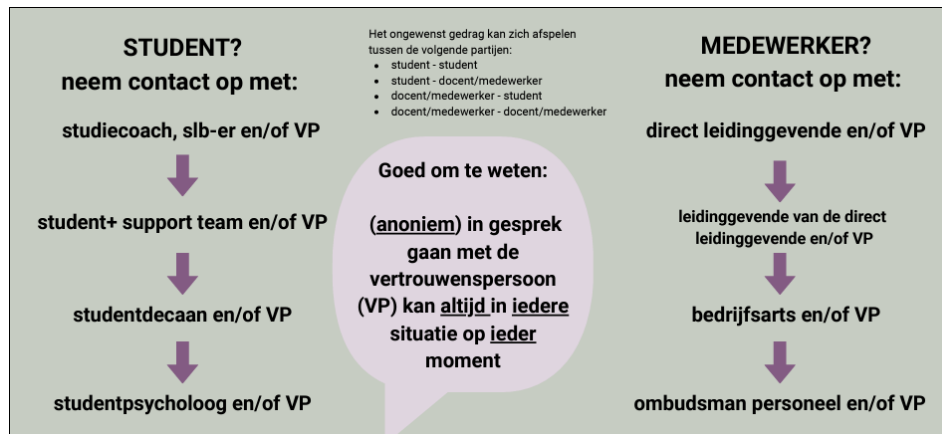 STUDENT?
neem contact op met:
studiecoach, slb-er en/of VP
student+ support team en/of VP
studentdecaan en/of VP
studentpsycholoog en/of VP
Het ongewenst gedrag kan zich afspelen
tussen de volgende partijen:
• student - student
• student - docent/medewerker
• docent/medewerker - student
• docent/medewerker - docent/medewerker
Goed om te weten:
(anoniem) in gesprek
gaan met de
vertrouwenspersoon
(VP) kan altijd in iedere
situatie op ieder
moment
MEDEWERKER?
neem contact op met:
direct leidinggevende en/of VP
leidinggevende van de direct
leidinggevende en/of VP
bedrijfsarts en/of VP
ombudsman personeel en/of VP